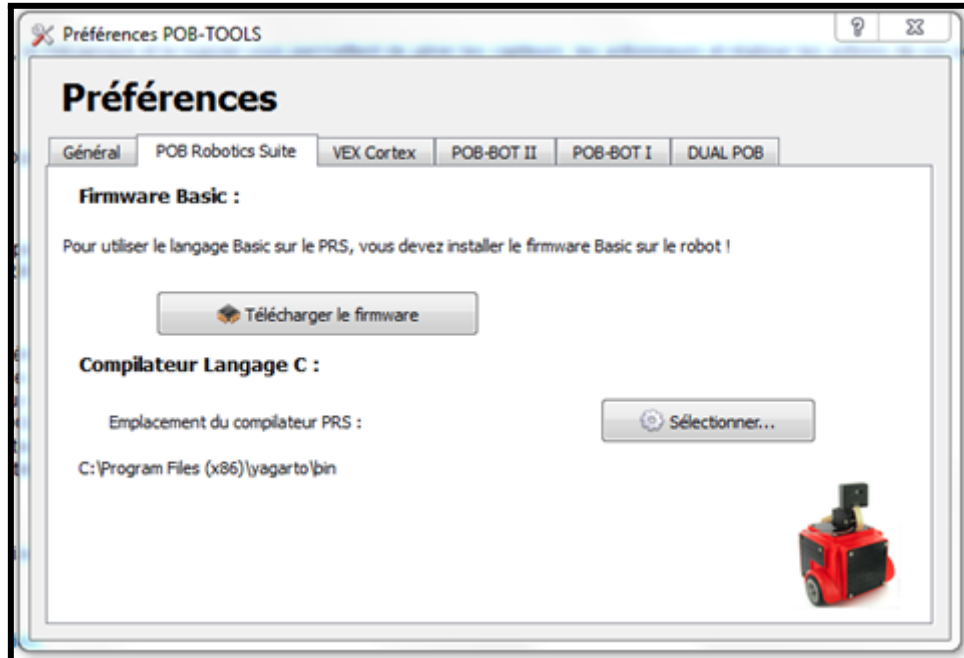 Préférences POB-TOOLS
Préférences
Général POB Robotics Suite VEX Cortex POB-BOT II POB-BOT I DUAL POB
Firmware Basic :
Pour utiliser le langage Basic sur le PRS, vous devez installer le firmware Basic sur le robot !
Télécharger le firmware
Compilateur Langage C :
Emplacement du compilateur PRS :
Sélectionner...
C:\Program Files (x86)\yagarto\bin